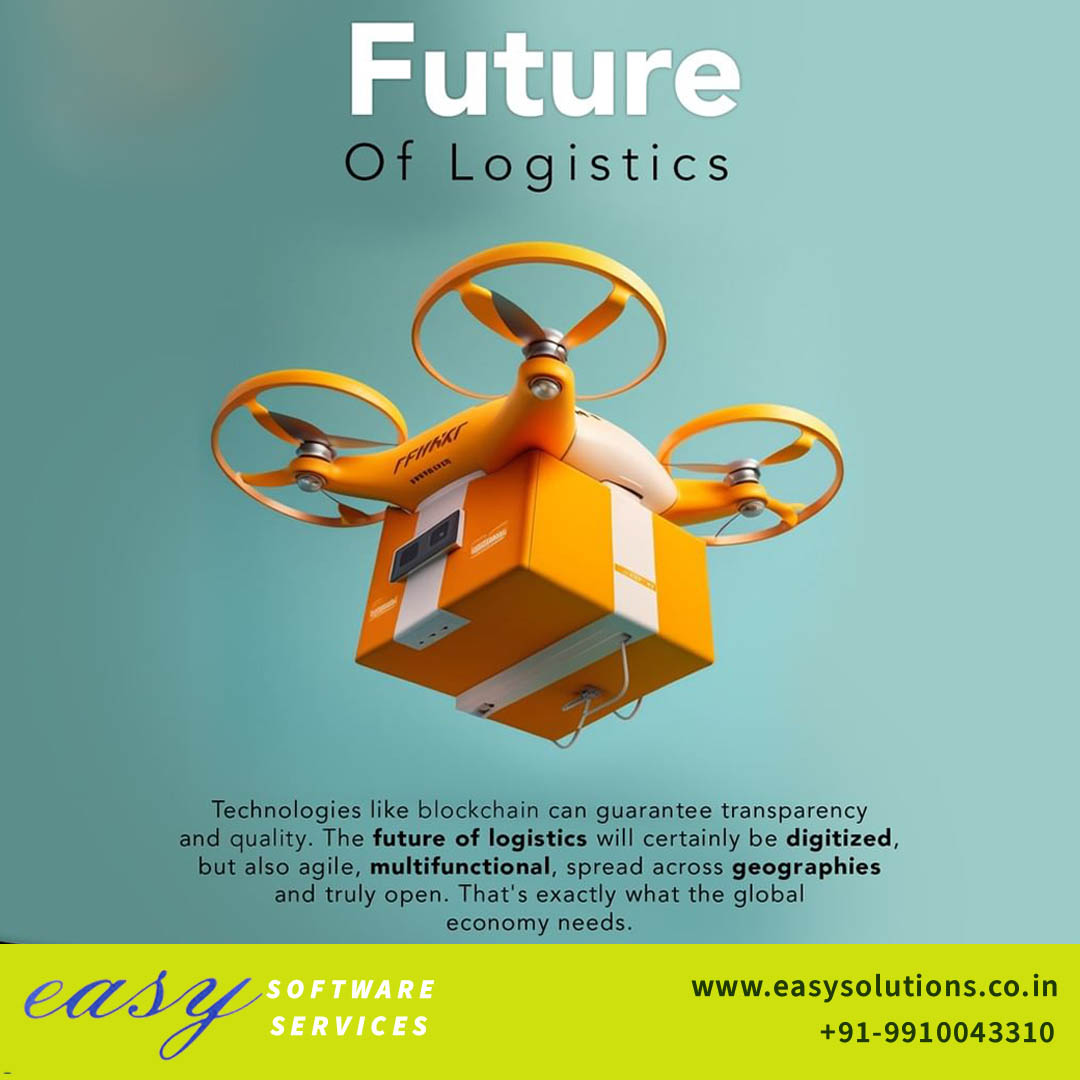 Future
Of Logistics
Technologies like blockchain can guarantee transparency
and quality. The future of logistics will certainly be digitized,
but also agile, multifunctional, spread across geographies
and truly open. That's exactly what the global
economy needs.
easy SOFTWARE
SERVICES
www.easysolutions.co.in
+91-9910043310